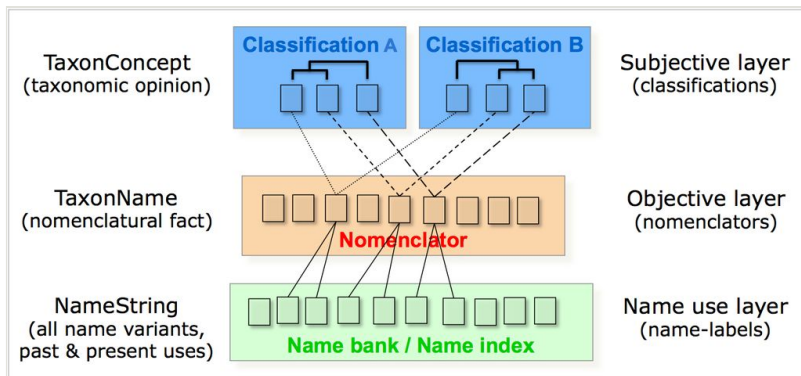 TaxonConcept
(taxonomic opinion)
Classification A
Classification B
Subjective layer
(classifications)
TaxonName
(nomenclatural fact)
Nomenclator
Objective layer
(nomenclators)
NameString
(all name variants,
past & present uses)
Name bank / Name index
Name use layer
(name-labels)